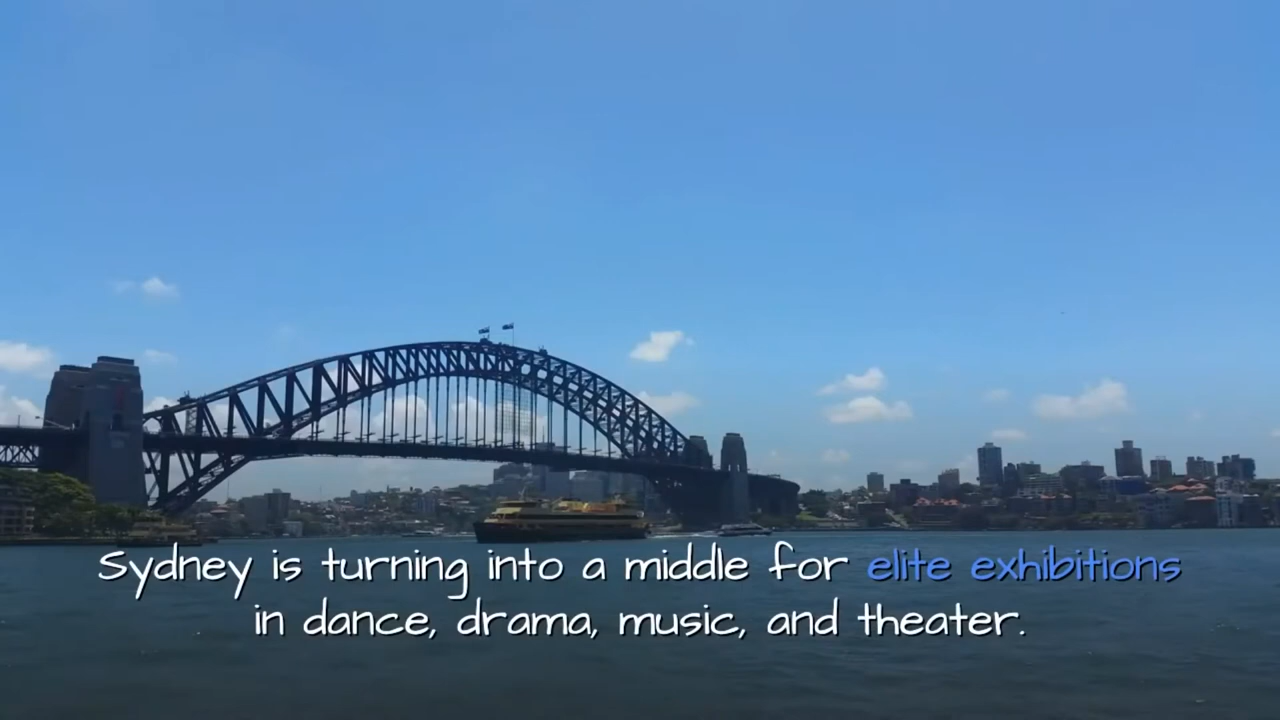 Sydney is turning into a middle for elite exhibitions
in dance, drama, music, and theater.